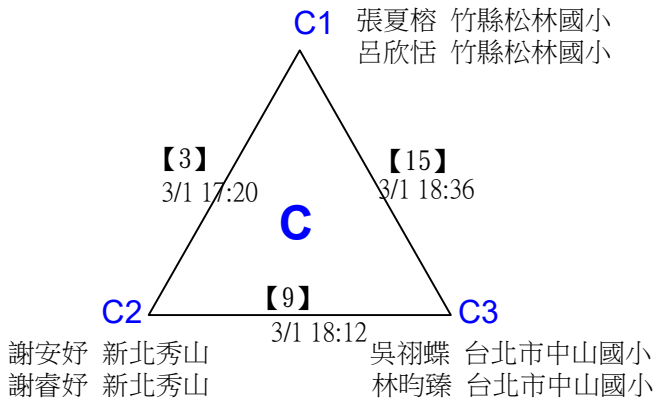 C1 張夏榕 竹縣松林國小
呂欣恬 竹縣松林國小
【3】
3/1 17:20
【15】
3/1 18:36
C
【9】
C2
C3
3/1 18:12
謝安妤 新北秀山
吳祤蝶 台北市中山國小
謝睿妤 新北秀山
林昀臻 台北市中山國小